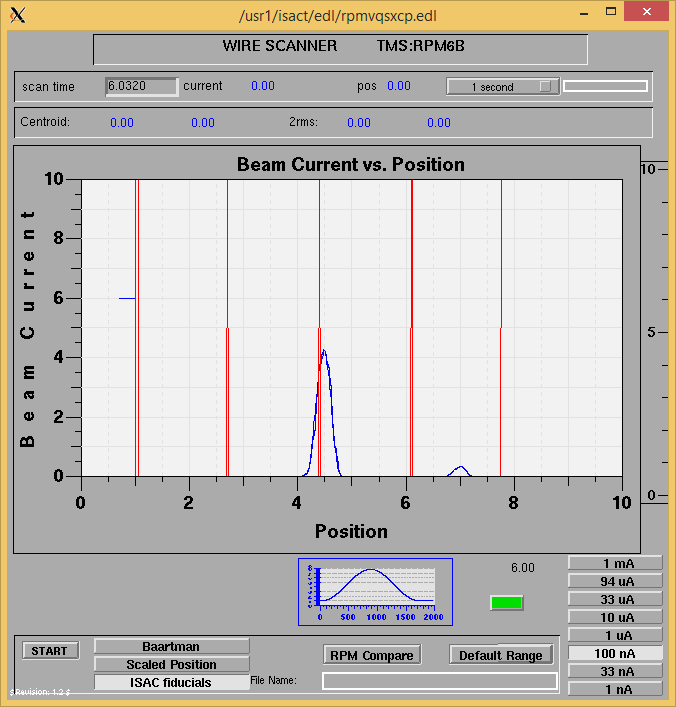 /usr1/isact/edl/rpmvqsxcp.edl
WIRE SCANNER TMS:RPM6B
scan time 6.0320 current 0.00 pos 0.00 1 second
Centroid: 0.00 0.00 2rms: 0.00 0.00
Beam Current vs. Position
10
8
6
4
2
0
Beam Current
0 2 4 6 8 10
Position
10
5
0
8
0 500 1000 1500 2000
6.00
1 mA
94 uA
33 uA
10 uA
1 uA
100 nA
33 nA
1 nA
START
Baartman
Scaled Position
ISAC fiducials
RPM Compare
Default Range
File Name:
$Revision: 1.2 $